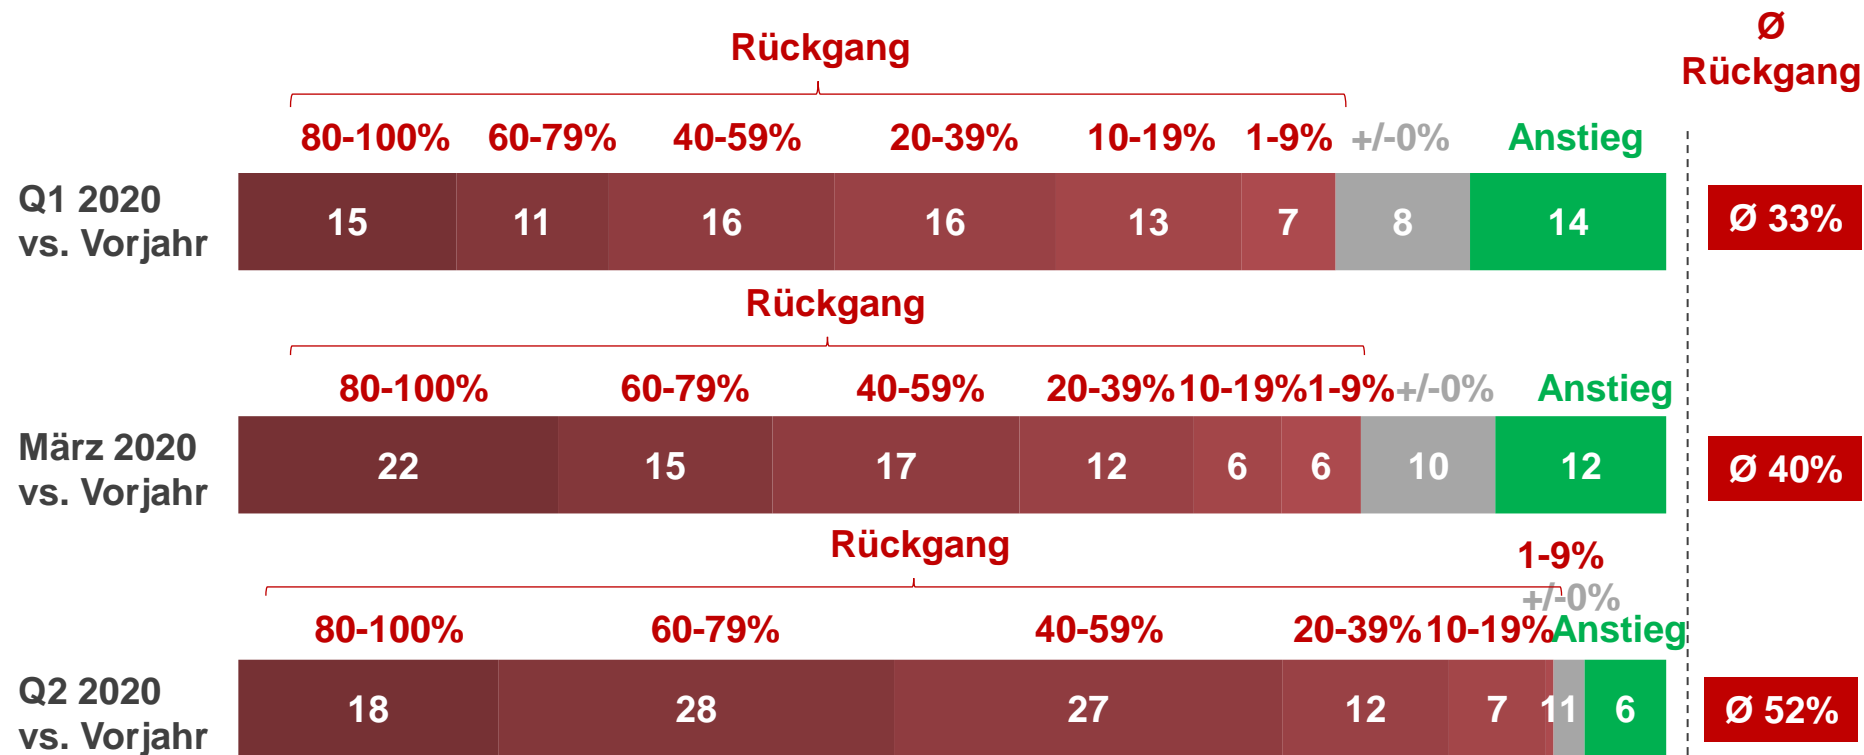 Ø
Rückgang
Rückgang
80-100% 60-79% 40-59% 20-39% 10-19% 1-9% +/-0% Anstieg
Q1 2020
vs. Vorjahr
15 11 16 16 13 7 8 14
Ø 33%
Rückgang
80-100% 60-79% 40-59% 20-39% 10-19% 1-9% +/-0% Anstieg
März 2020
vs. Vorjahr
22 15 17 12 6 6 10 12
Ø 40%
Rückgang
1-9%
+/-0%
80-100% 60-79% 40-59% 20-39% 10-19% Anstieg
Q2 2020
vs. Vorjahr
18 28 27 12 7 1 1 6
Ø 52%